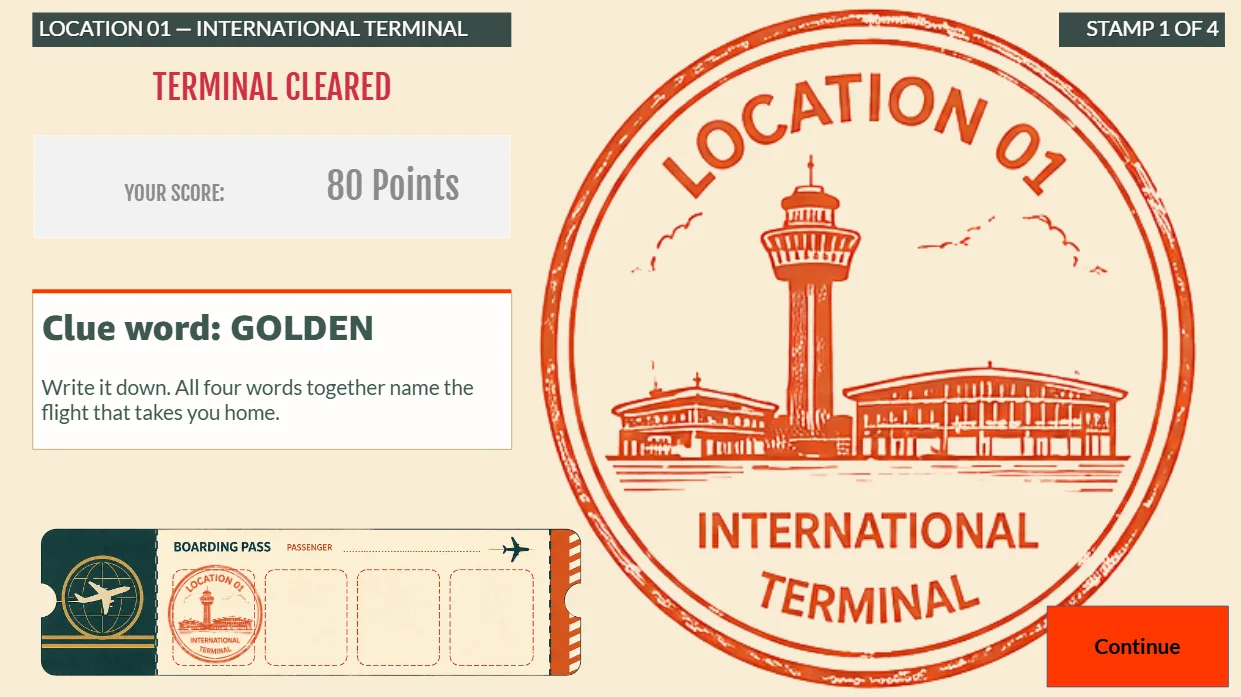 LOCATION 01 — INTERNATIONAL TERMINAL
STAMP 1 OF 4
TERMINAL CLEARED
YOUR SCORE: 80 Points
Clue word: GOLDEN
Write it down. All four words together name the
flight that takes you home.
LOCATION 01
INTERNATIONAL
TERMINAL
BOARDING PASS PASSENGER
LOCATION 01
INTERNATIONAL
TERMINAL
Continue